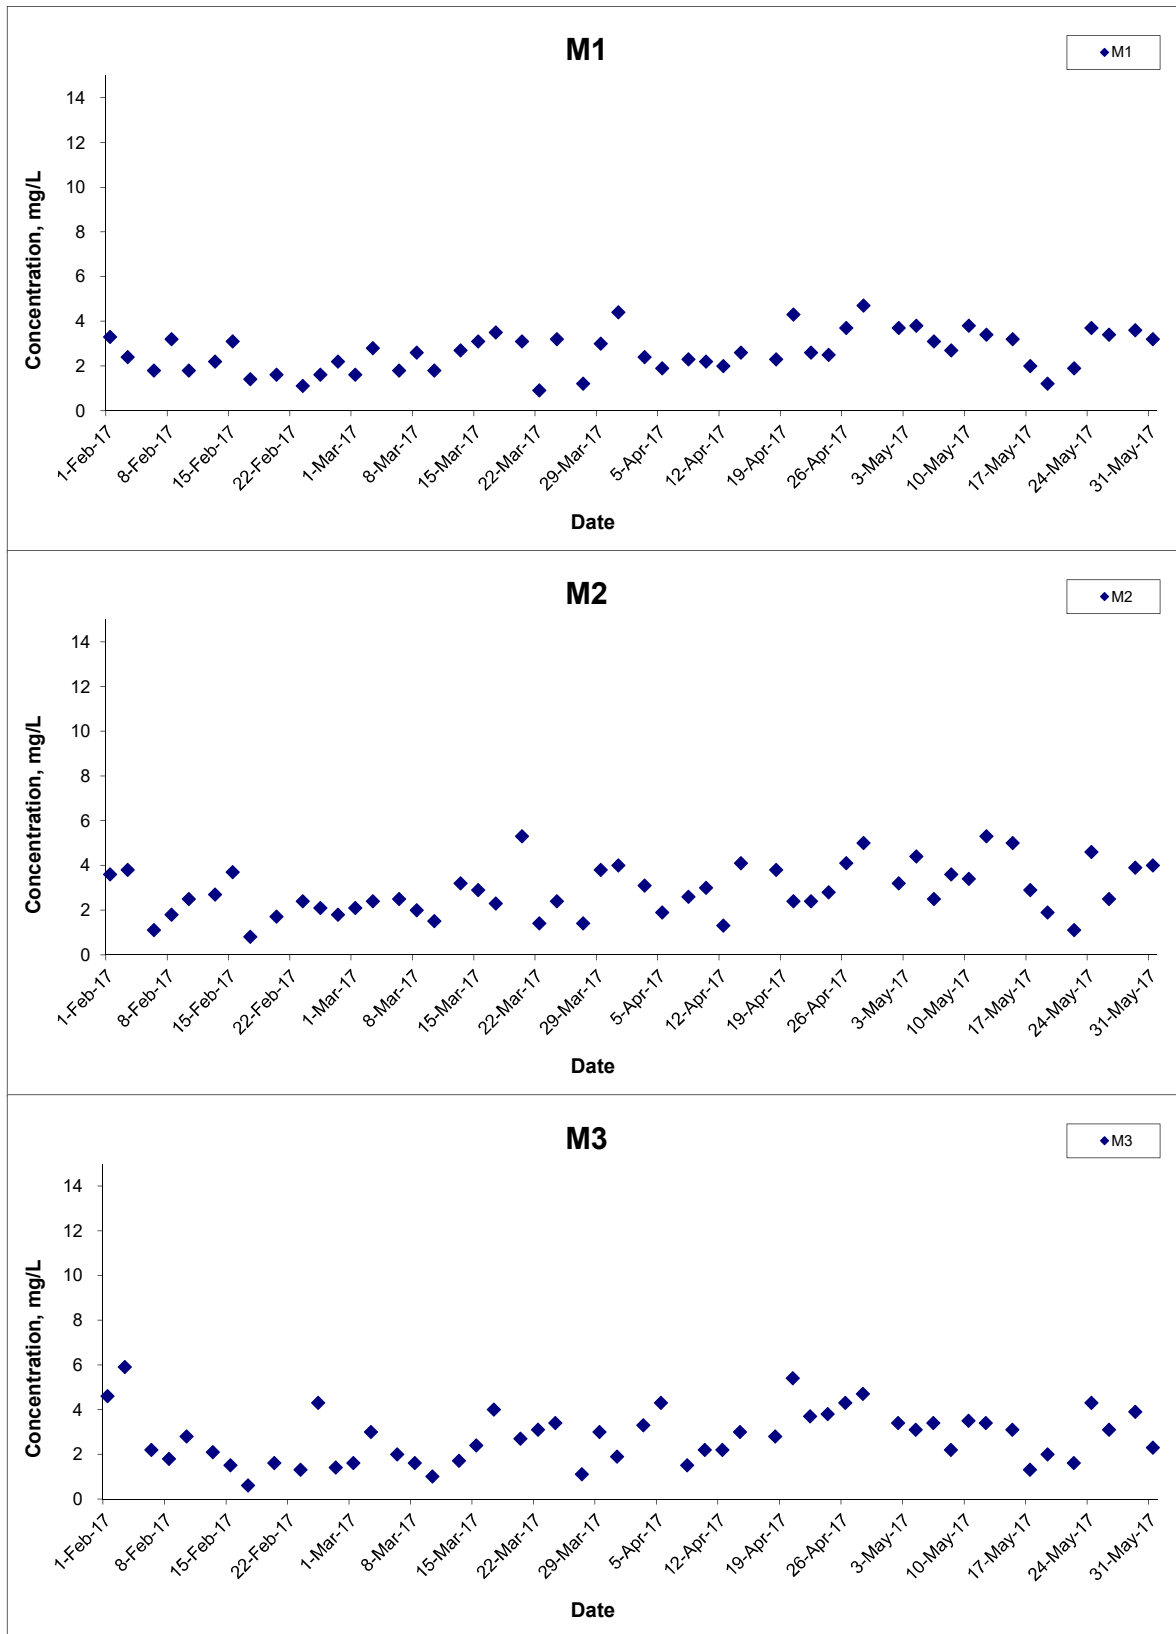 M1
M1
14
12
10
8
6
4
2
0
Concentration, mg/L
1-Feb-17
8-Feb-17
15-Feb-17
22-Feb-17
1-Mar-17
8-Mar-17
15-Mar-17
22-Mar-17
29-Mar-17
5-Apr-17
12-Apr-17
19-Apr-17
26-Apr-17
3-May-17
10-May-17
17-May-17
24-May-17
31-May-17
Date
M2
M2
14
12
10
8
6
4
2
0
Concentration, mg/L
1-Feb-17
8-Feb-17
15-Feb-17
22-Feb-17
1-Mar-17
8-Mar-17
15-Mar-17
22-Mar-17
29-Mar-17
5-Apr-17
12-Apr-17
19-Apr-17
26-Apr-17
3-May-17
10-May-17
17-May-17
24-May-17
31-May-17
Date
M3
M3
14
12
10
8
6
4
2
0
Concentration, mg/L
1-Feb-17
8-Feb-17
15-Feb-17
22-Feb-17
1-Mar-17
8-Mar-17
15-Mar-17
22-Mar-17
29-Mar-17
5-Apr-17
12-Apr-17
19-Apr-17
26-Apr-17
3-May-17
10-May-17
17-May-17
24-May-17
31-May-17
Date